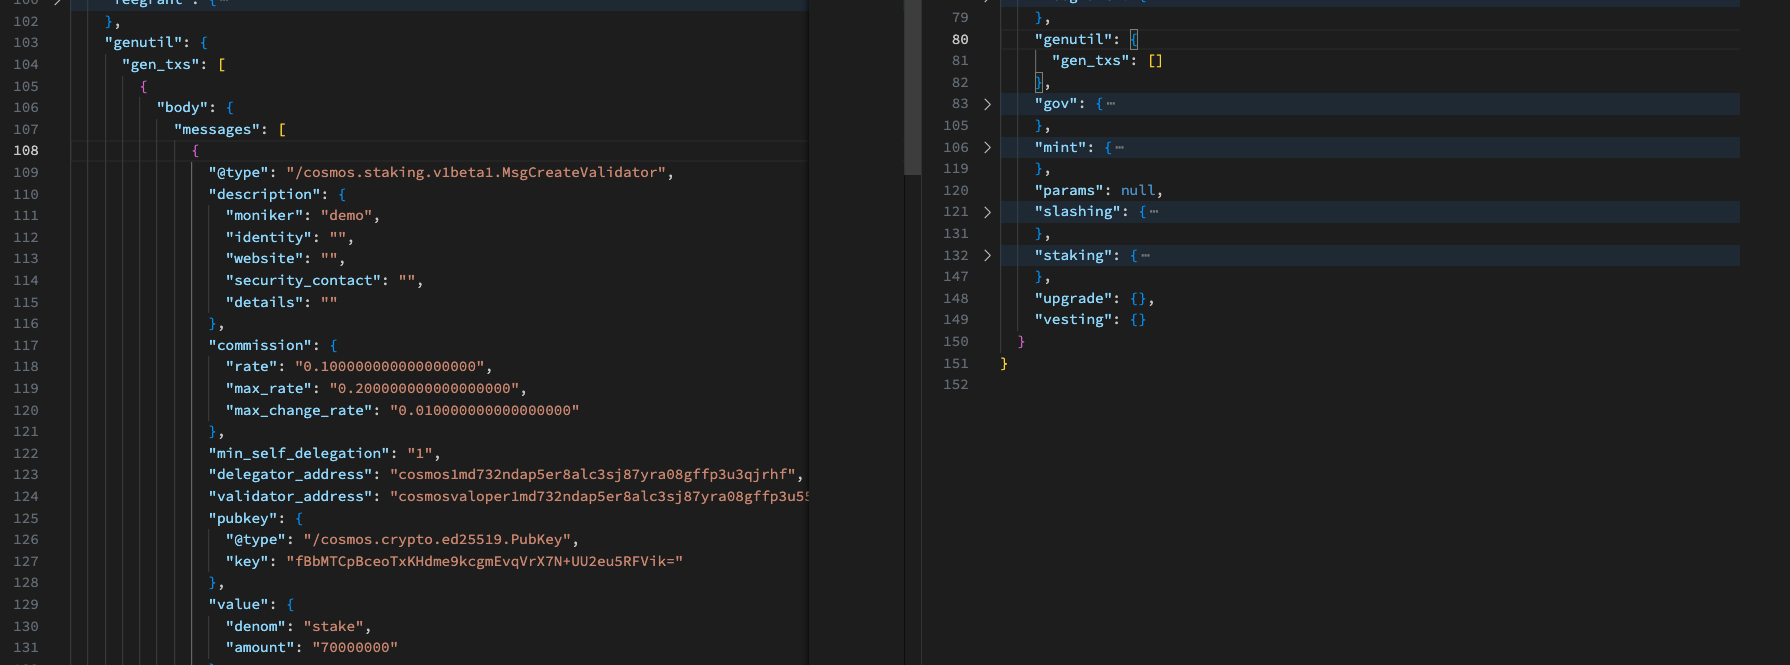 102 },
103 "genutil": {
104 "gen_txs": [
105 {
106 "body": {
107 "messages": [
108 {
109 "@type": "/cosmos.staking.v1beta1.MsgCreateValidator",
110 "description": {
111 "moniker": "demo",
112 "identity": "",
113 "website": "",
114 "security_contact": "",
115 "details": ""
116 },
117 "commission": {
118 "rate": "0.100000000000000000",
119 "max_rate": "0.200000000000000000",
120 "max_change_rate": "0.010000000000000000"
121 },
122 "min_self_delegation": "1",
123 "delegator_address": "cosmos1md732ndap5er8alc3sj87yra08gffp3u3qjrhf",
124 "validator_address": "cosmosvaloper1md732ndap5er8alc3sj87yra08gffp3u55
125 "pubkey": {
126 "@type": "/cosmos.crypto.ed25519.PubKey",
127 "key": "fBbMTCpBceoTxKHdme9kcgmEvqVrX7N+UU2eu5RFVik="
128 },
129 "value": {
130 "denom": "stake",
131 "amount": "70000000"
79 },
80 "genutil": {
81 "gen_txs": []
82 },
83 "gov": {…
105 },
106 "mint": {…
119 },
120 "params": null,
121 "slashing": {…
131 },
132 "staking": {…
147 },
148 "upgrade": {},
149 "vesting": {}
150 }
151 }
152